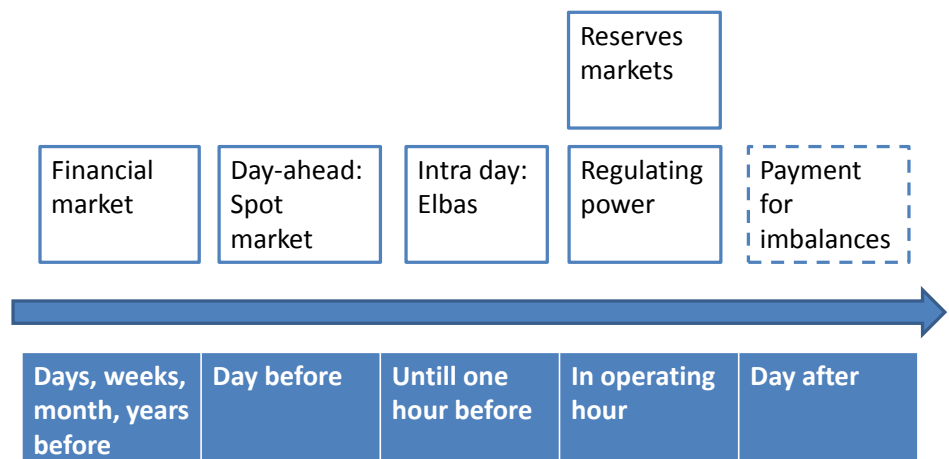 Reserves
markets
Financial
market
Day-ahead:
Spot
market
Intra day:
Elbas
Regulating
power
Payment
for
imbalances
Days, weeks,
month, years
before
Day before
Untill one
hour before
In operating
hour
Day after